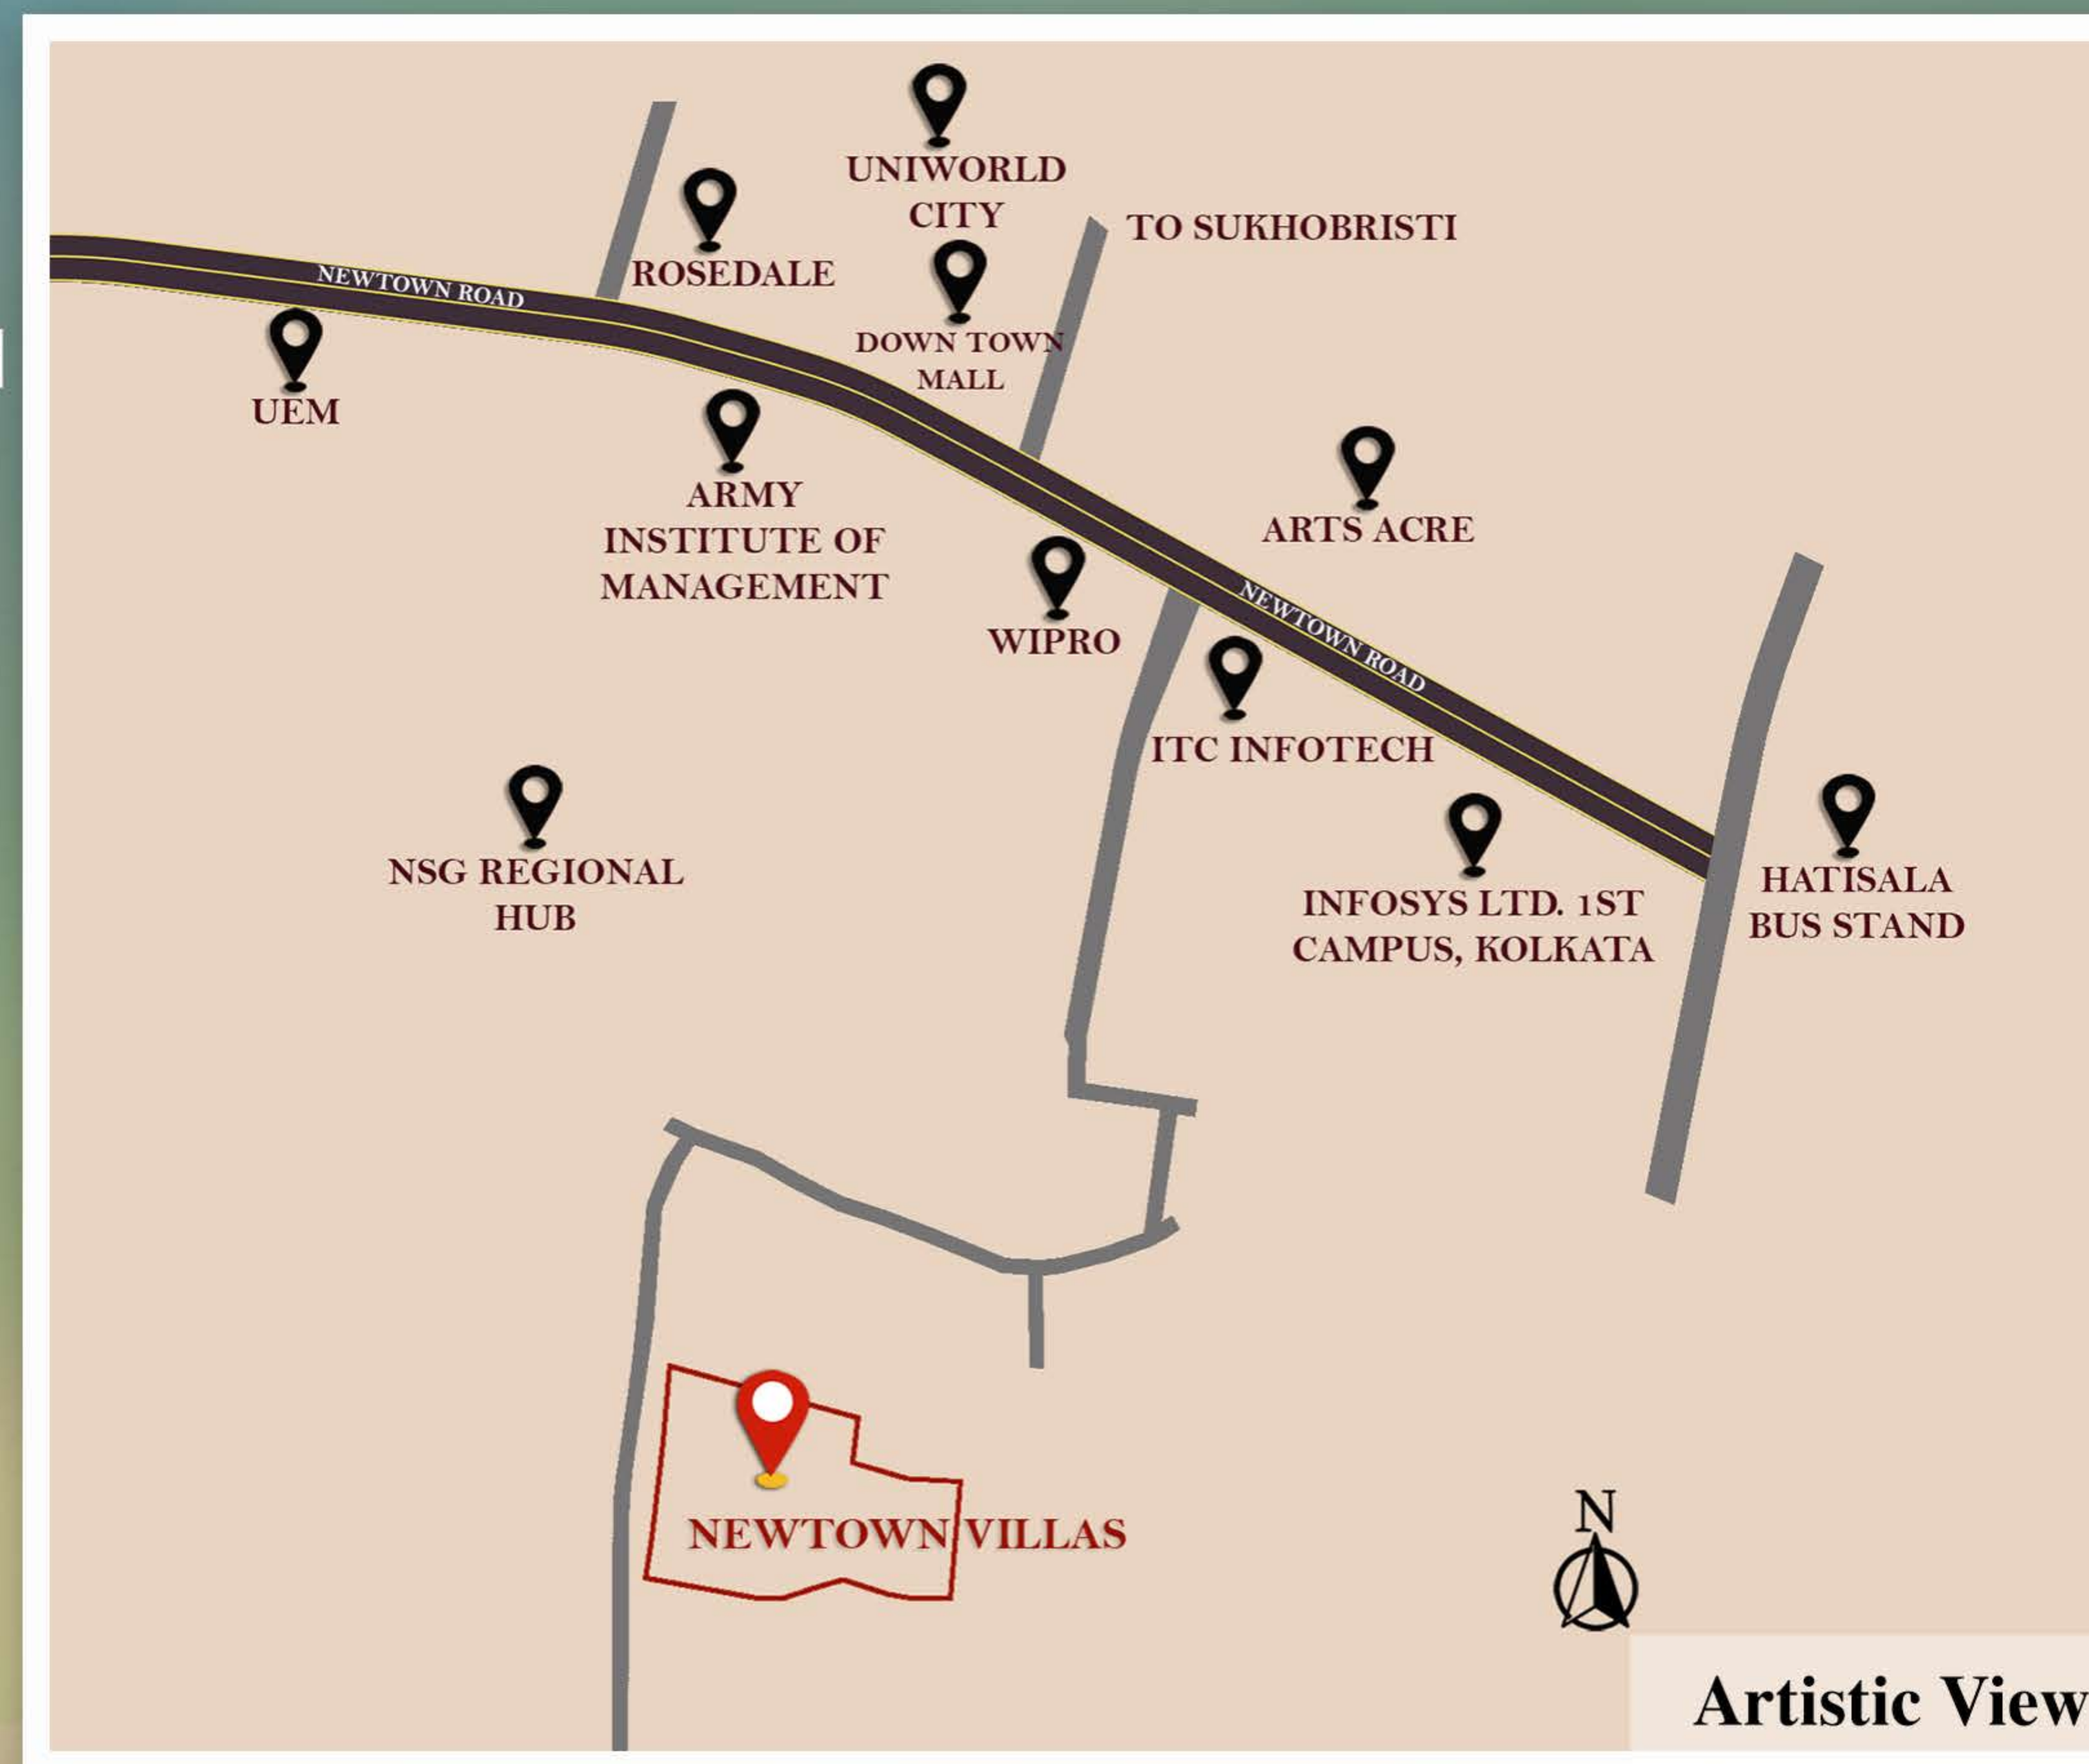 UNIWORLD
CITY
TO SUKHOBRISTI
ROSEDALE
NEWTOWN ROAD
DOWN TOWN
MALL
UEM
ARMY
INSTITUTE OF
MANAGEMENT
ARTS ACRE
WIPRO
NEWTOWN ROAD
ITC INFOTECH
NSG REGIONAL
HUB
INFOSYS LTD. 1ST
CAMPUS, KOLKATA
HATISALA
BUS STAND
NEWTOWN VILLAS
N
Artistic View